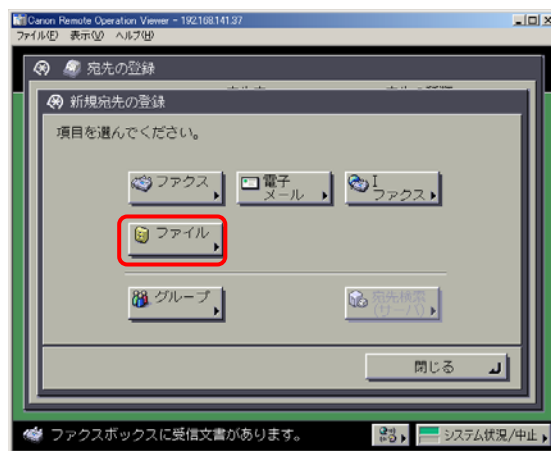 Canon Remote Operation Viewer - 192.168.141.37
ファイル(F) 表示(V) ヘルプ(H)
宛先の登録
新規宛先の登録
項目を選んでください。
ファクス
電子
メール
I
ファクス
ファイル
グループ
宛先検索
(サーバ)
閉じる
ファクスボックスに受信文書があります。
システム状況/中止